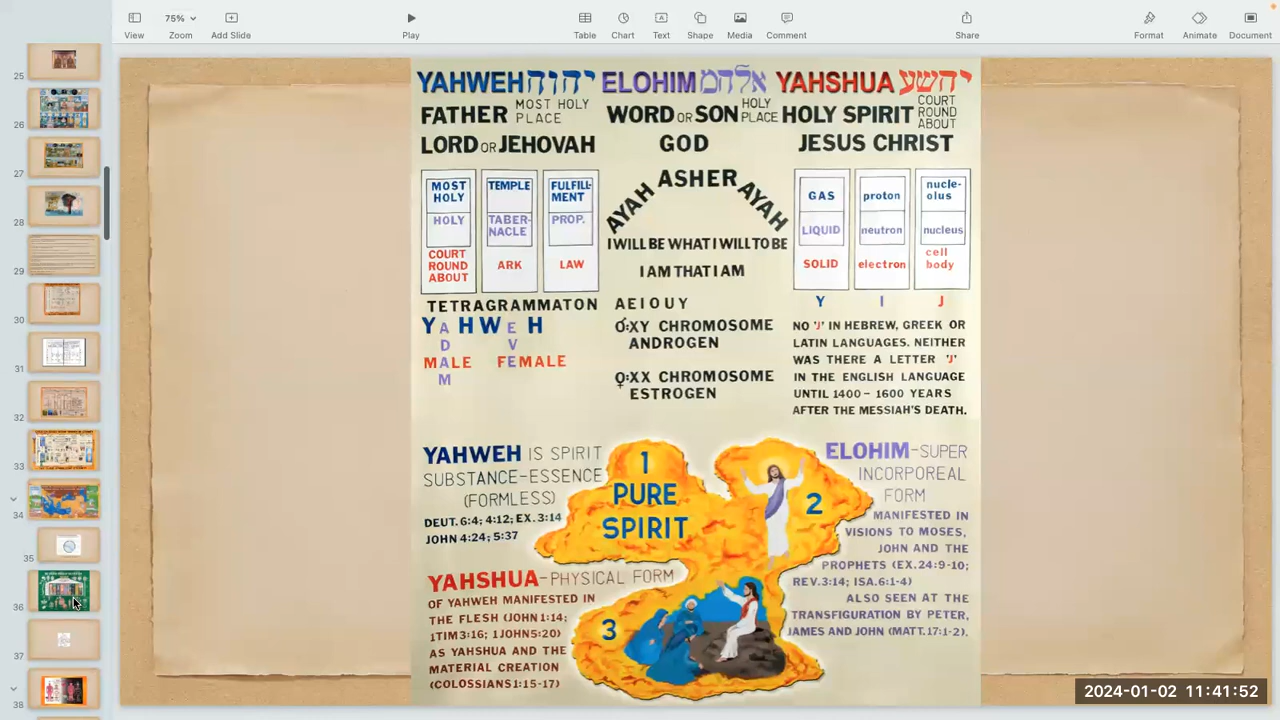 View
75%
Zoom
Add Slide
Play
Table
Chart
Text
Shape
Media
Comment
Share
Format
Animate
Document
25
26
27
28
29
30
31
32
33
34
35
36
37
38
YAHWEH יהוה ELOHIM אלהמ YAHSHUA יהשע
FATHER MOST HOLY PLACE WORD OR SON HOLY PLACE HOLY SPIRIT COURT ROUND ABOUT
LORD OR JEHOVAH GOD JESUS CHRIST
MOST HOLY
HOLY
COURT ROUND ABOUT
TEMPLE
TABER-NACLE
ARK
FULFILL-MENT
PROP.
LAW
AYAH ASHER AYAH
I WILL BE WHAT I WILL TO BE
I AM THAT I AM
GAS
LIQUID
SOLID
proton
neutron
electron
nucle-olus
nucleus
cell body
TETRAGRAMMATON
YAHWEH
ADAM
EVE
MALE FEMALE
A E I O U Y
♂:XY CHROMOSOME
ANDROGEN
♀:XX CHROMOSOME
ESTROGEN
Y I J
NO 'J' IN HEBREW, GREEK OR
LATIN LANGUAGES. NEITHER
WAS THERE A LETTER 'J'
IN THE ENGLISH LANGUAGE
UNTIL 1400 – 1600 YEARS
AFTER THE MESSIAH'S DEATH.
YAHWEH IS SPIRIT
SUBSTANCE-ESSENCE
(FORMLESS)
DEUT. 6:4; 4:12; EX. 3:14
JOHN 4:24; 5:37
1
PURE
SPIRIT
2
ELOHIM-SUPER
INCORPOREAL
FORM
MANIFESTED IN
VISIONS TO MOSES,
JOHN AND THE
PROPHETS (EX.24:9-10;
REV.3:14; ISA.6:1-4)
ALSO SEEN AT THE
TRANSFIGURATION BY PETER,
JAMES AND JOHN (MATT.17:1-2).
YAHSHUA-PHYSICAL FORM
OF YAHWEH MANIFESTED IN
THE FLESH (JOHN 1:14;
1TIM 3:16; 1JOHN 5:20)
AS YAHSHUA AND THE
MATERIAL CREATION
(COLOSSIANS 1:15-17)
3
2024-01-02 11:41:52